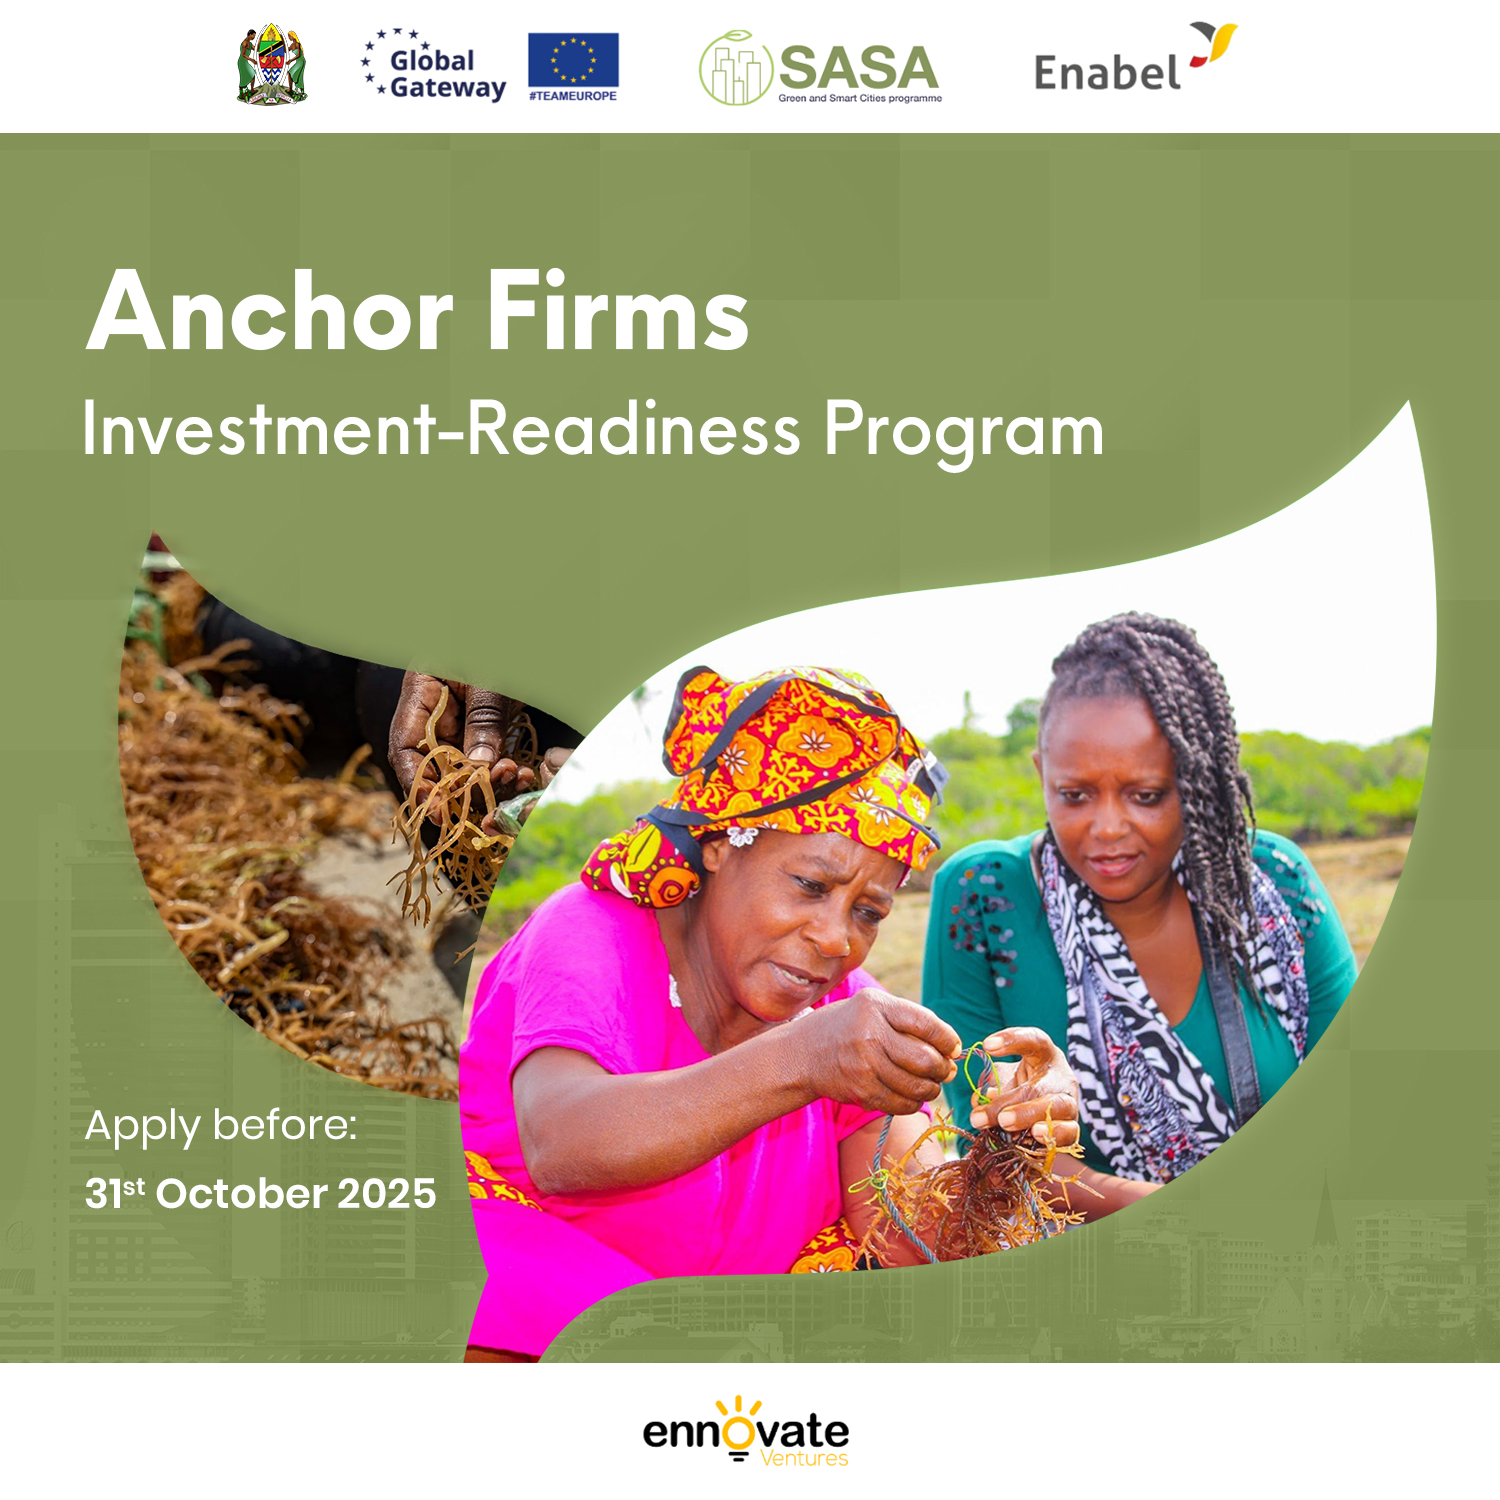 Global
Gateway
#TEAMEUROPE
SASA
Green and Smart Cities programme
Enabel
Anchor Firms
Investment-Readiness Program
Apply before:
31st October 2025
ennovate
Ventures